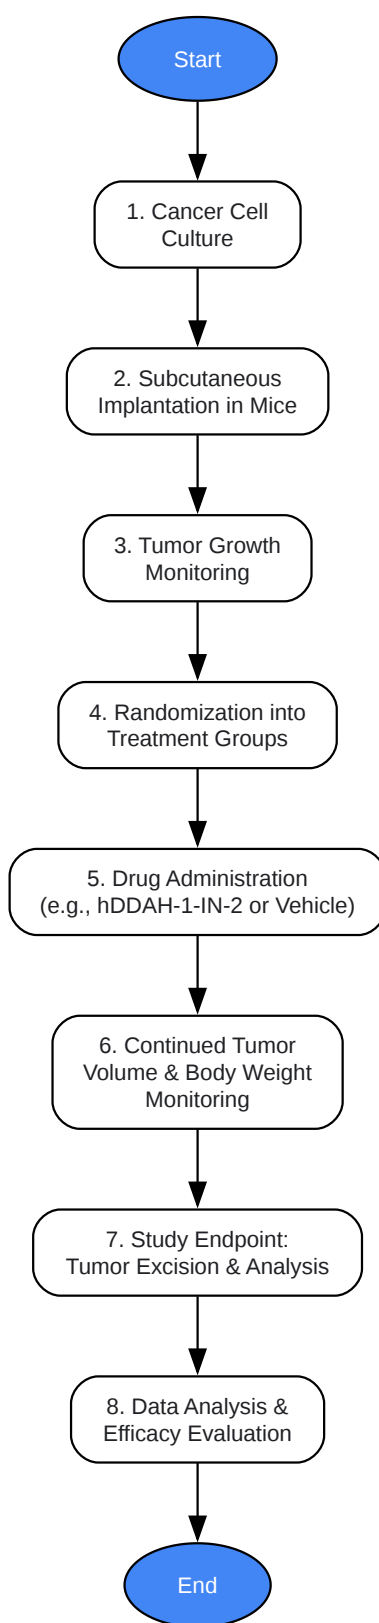 Start
1. Cancer Cell
Culture
2. Subcutaneous
Implantation in Mice
3. Tumor Growth
Monitoring
4. Randomization into
Treatment Groups
5. Drug Administration
(e.g., hDDAH-1-IN-2 or Vehicle)
6. Continued Tumor
Volume & Body Weight
Monitoring
7. Study Endpoint:
Tumor Excision & Analysis
8. Data Analysis &
Efficacy Evaluation
End